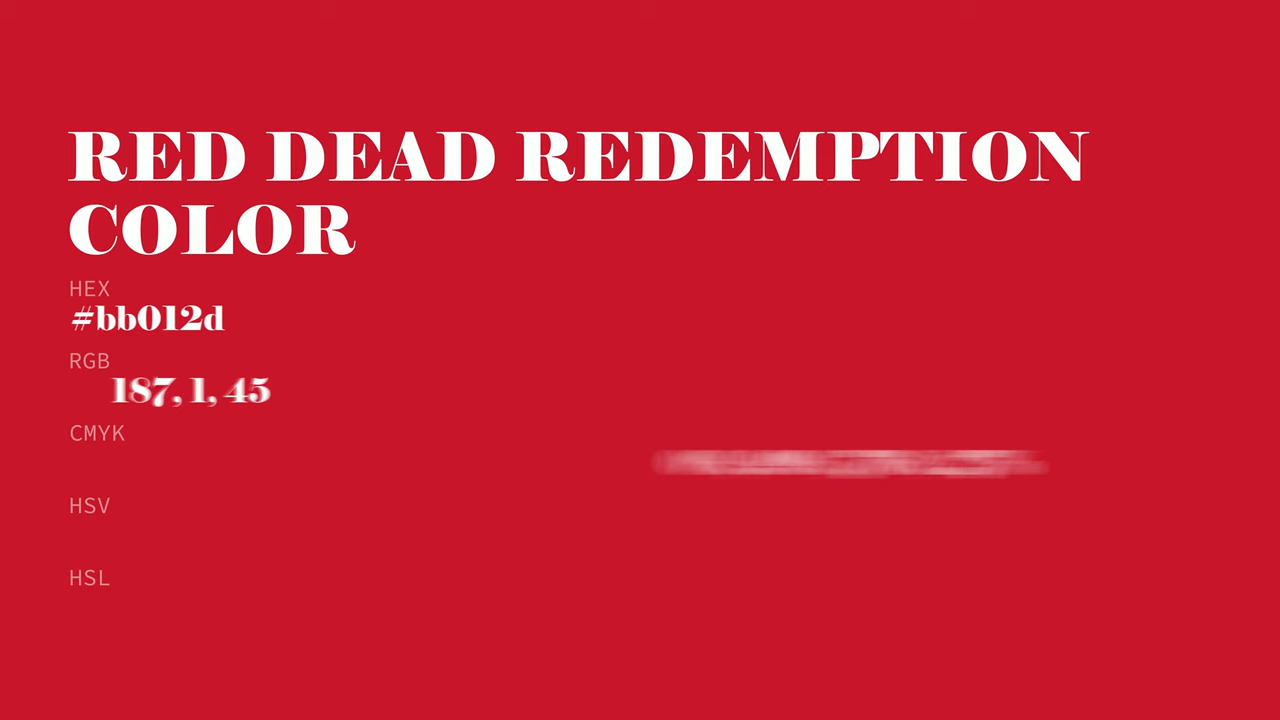 RED DEAD REDEMPTION
COLOR
HEX
#bb012d
RGB
187, 1, 45
CMYK
HSV
HSL